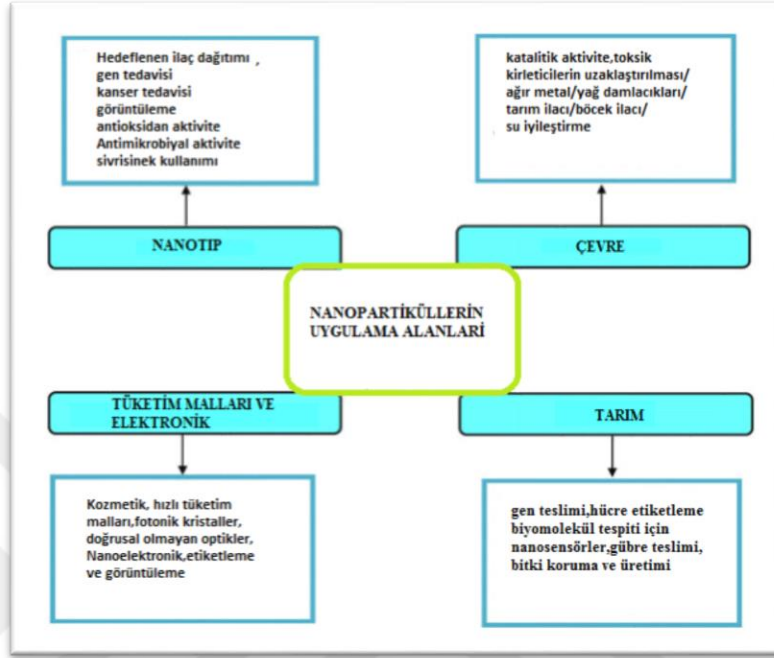 Hedeflenen ilaç dağıtımı ,
gen tedavisi
kanser tedavisi
görüntüleme
antioksidan aktivite
Antimikrobiyal aktivite
sivrisinek kullanımı
katalitik aktivite,toksik
kirleticilerin uzaklaştırılması/
ağır metal/yağ damlacıkları/
tarım ilacı/böcek ilacı/
su iyileştirme
NANOTIP
ÇEVRE
NANOPARTİKÜLLERİN
UYGULAMA ALANLARİ
TÜKETİM MALLARI VE
ELEKTRONİK
TARIM
Kozmetik, hızlı tüketim
malları,fotonik kristaller,
doğrusal olmayan optikler,
Nanoelektronik,etiketleme
ve görüntüleme
gen teslimi,hücre etiketleme
biyomolekül tespiti için
nanosensörler,gübre teslimi,
bitki koruma ve üretimi